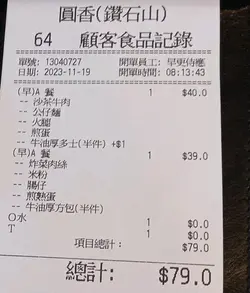 圓香(鑽石山)
64 顧客食品記錄
單號: 13040727 開單員工: 早更侍應
日期: 2023-11-19 開單時間: 08:13:43
(早)A 餐 1 $40.0
-- 沙茶牛肉
-- 公仔麵
-- 火腿
-- 煎蛋
-- 牛油厚多士(半件) +$1
(早)A 餐 1 $39.0
-- 炸菜肉絲
-- 米粉
-- 腸仔
-- 煎熟蛋
-- 牛油厚方包(半件)
O水 1 $0.0
T 1 $0.0
項目總計: $79.0
總計: $79.0